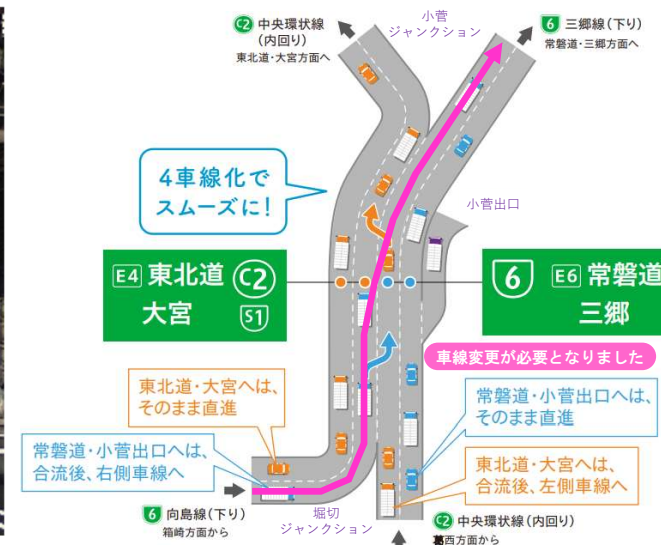 小菅
ジャンクション
C2 中央環状線
(内回り)
東北道・大宮方面へ
6 三郷線(下り)
常磐道・三郷方面へ
4車線化で
スムーズに!
小菅出口
E4 東北道 C2
大宮 S1
6 E6 常磐道
三郷
車線変更が必要となりました
東北道・大宮へは、
そのまま直進
常磐道・小菅出口へは、
そのまま直進
常磐道・小菅出口へは、
合流後、右側車線へ
東北道・大宮へは、
合流後、左側車線へ
6 向島線(下り)
箱崎方面から
堀切
ジャンクション
C2 中央環状線(内回り)
葛西方面から